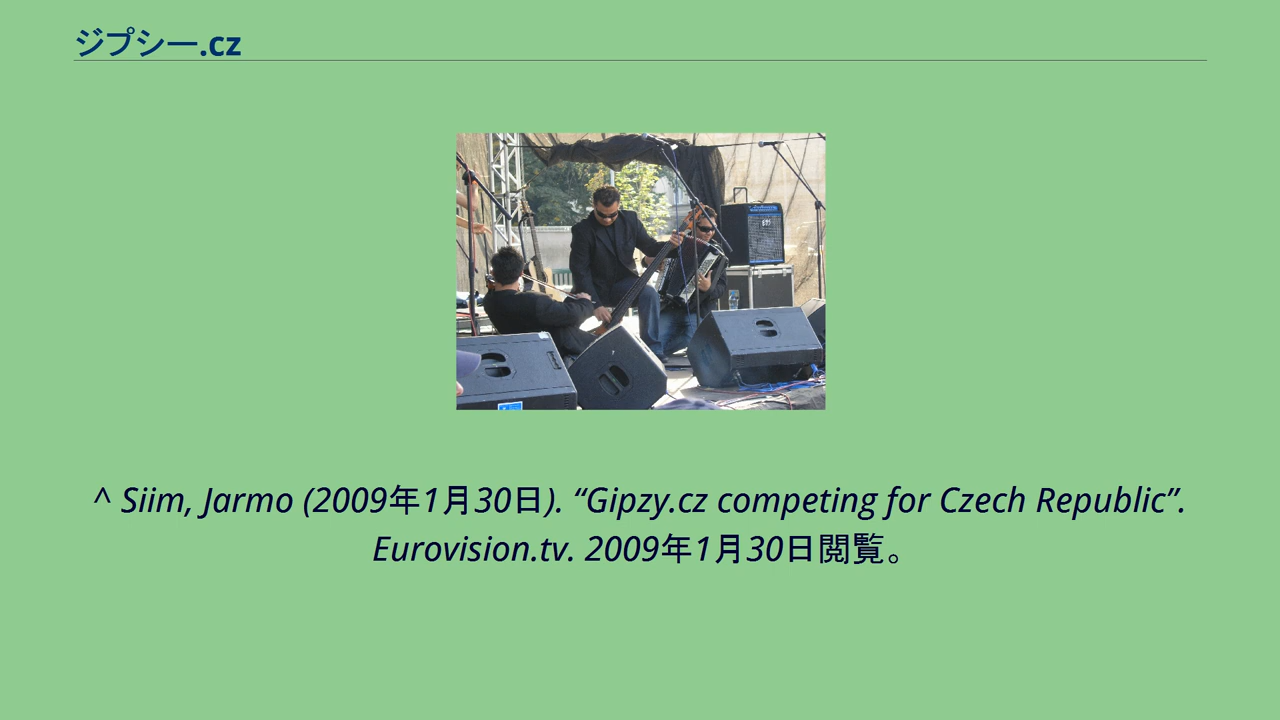 ジプシー.cz
^ Siim, Jarmo (2009年1月30日). “Gipzy.cz competing for Czech Republic”.
Eurovision.tv. 2009年1月30日閲覧。